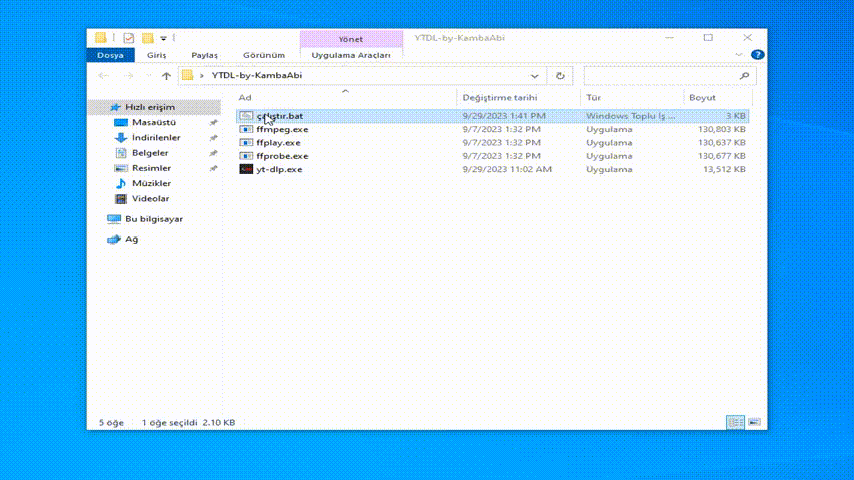 Yönet
YTDL-by-KambaAbi
Dosya
Giriş
Paylaş
Görünüm
Uygulama Araçları
YTDL-by-KambaAbi
Ad
Değiştirme tarihi
Tür
Boyut
Hızlı erişim
Masaüstü
İndirilenler
Belgeler
Resimler
Müzikler
Videolar
Bu bilgisayar
Ağ
çalıştır.bat 9/29/2023 1:41 PM Windows Toplu İş ... 3 KB
ffmpeg.exe 9/7/2023 1:32 PM Uygulama 130,803 KB
ffplay.exe 9/7/2023 1:32 PM Uygulama 130,637 KB
ffprobe.exe 9/7/2023 1:32 PM Uygulama 130,677 KB
yt-dlp.exe 9/29/2023 11:02 AM Uygulama 13,512 KB
5 öğe 1 öğe seçildi 2.10 KB